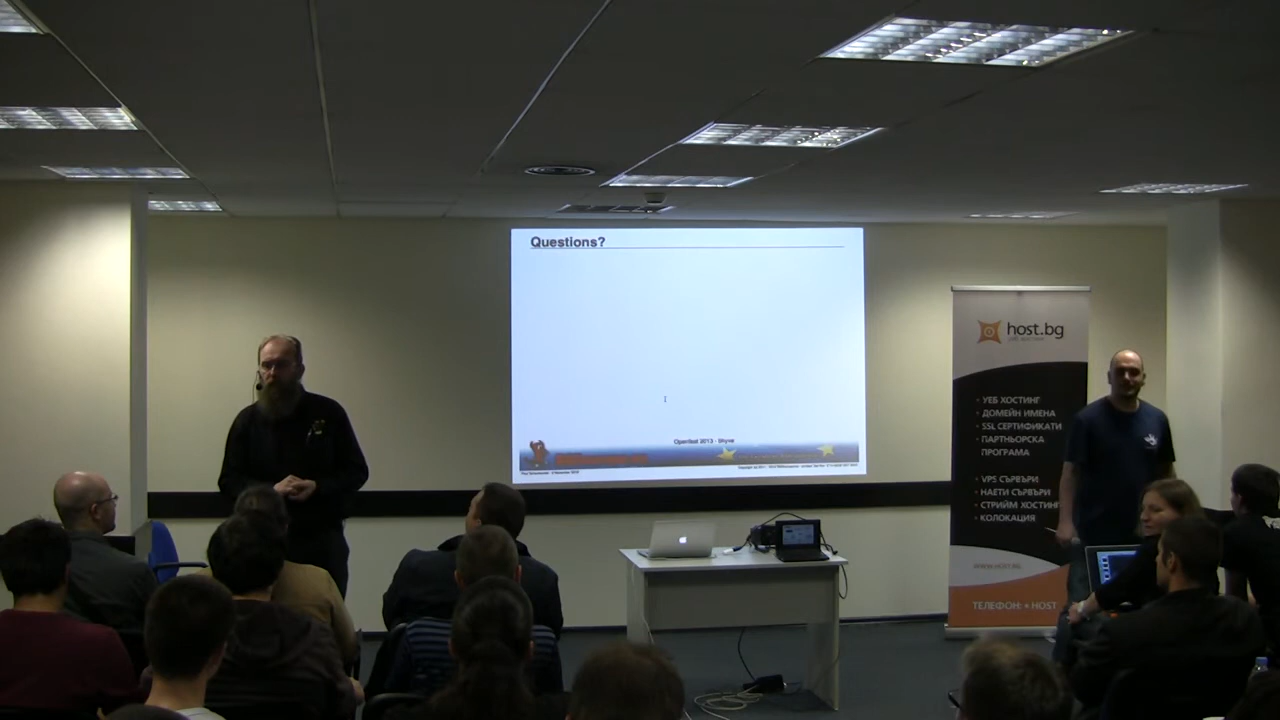 Questions?
Openfest 2013 - Bhyve
host.bg
УЕБ ХОСТИНГ
ДОМЕЙН ИМЕНА
SSL СЕРТИФИКАТИ
ПАРТНЬОРСКА
ПРОГРАМА
VPS СЪРВЪРИ
НАЕТИ СЪРВЪРИ
СТРИЙМ ХОСТИНГ
КОЛОКАЦИЯ
WWW.HOST.BG
ТЕЛЕФОН: * HOST